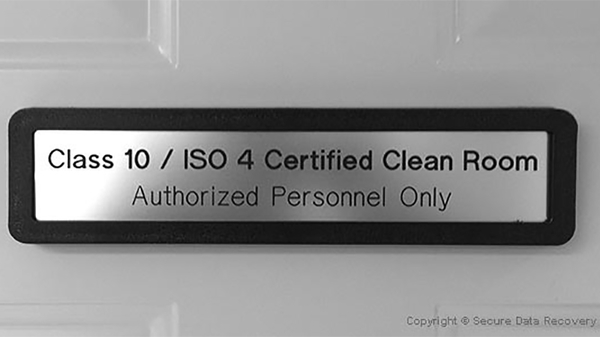 Class 10 / ISO 4 Certified Clean Room
Authorized Personnel Only
Copyright © Secure Data Recovery